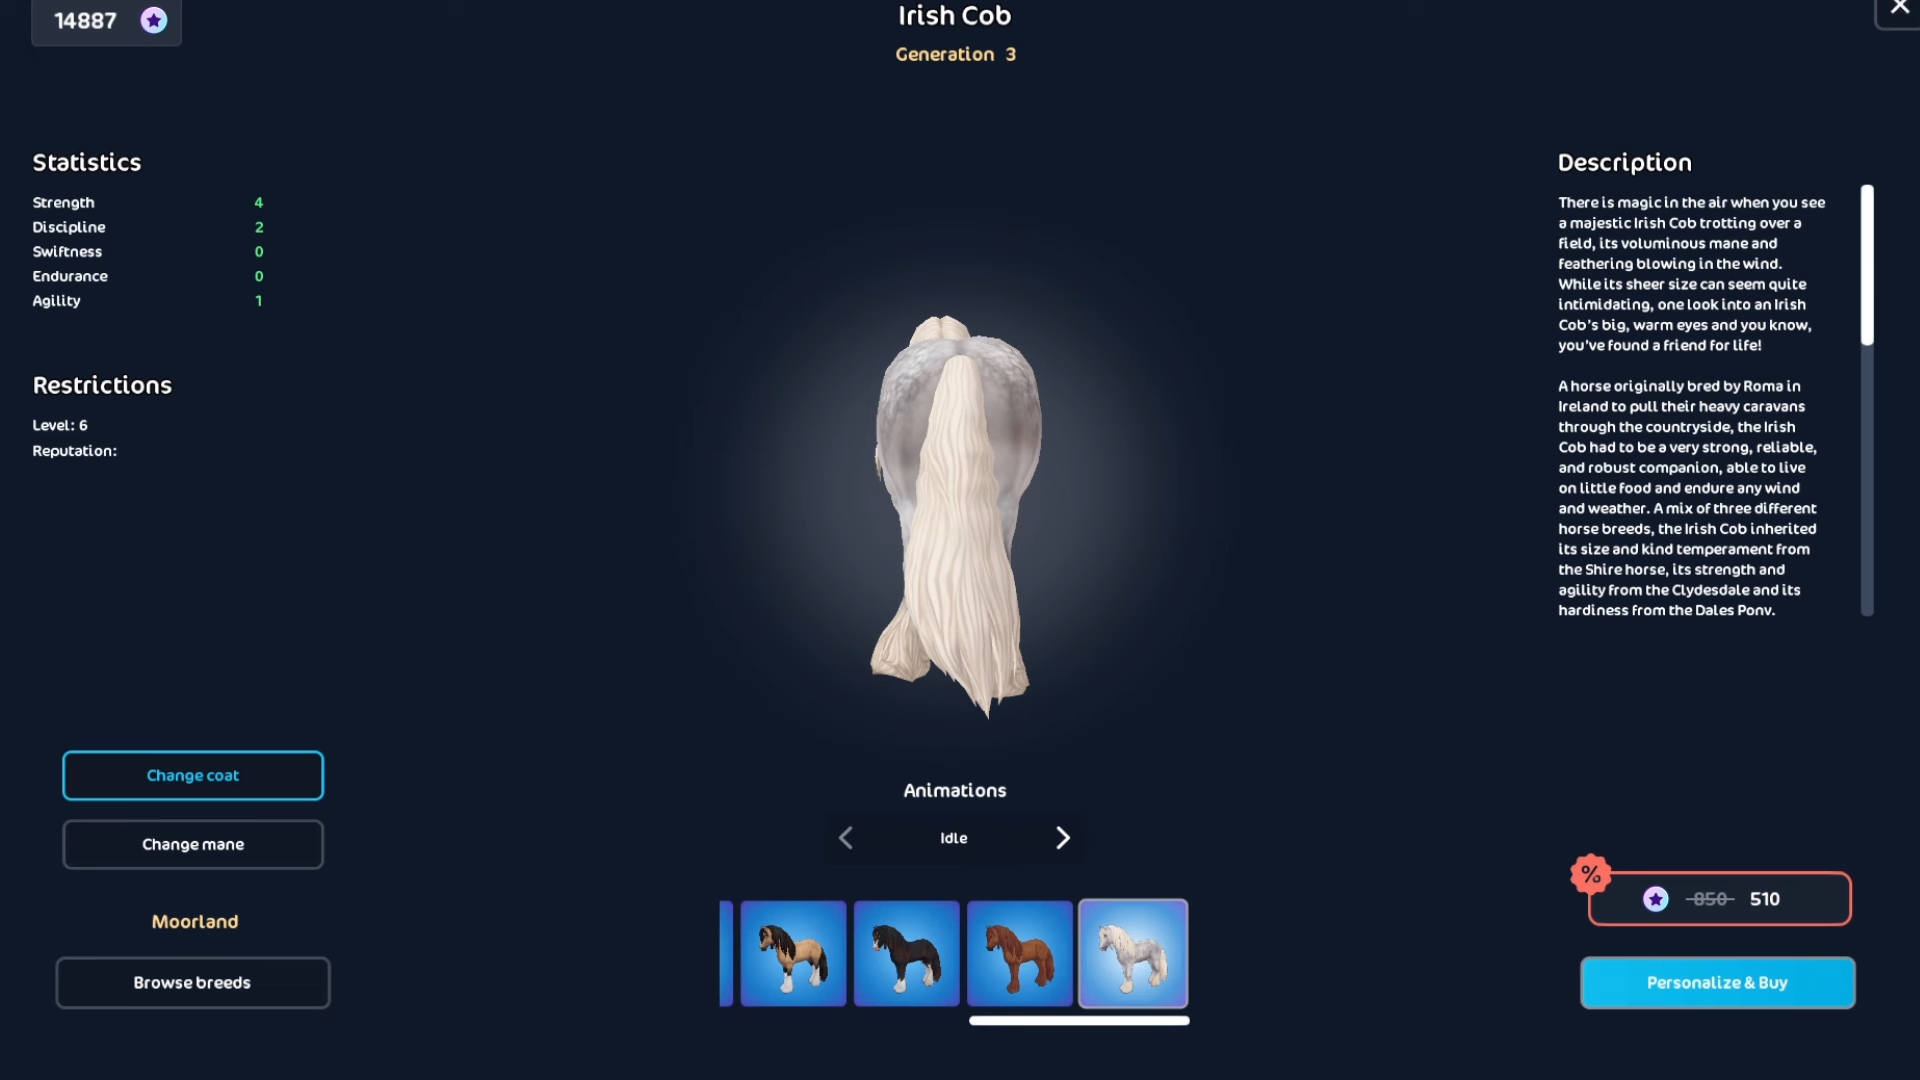 14887
Irish Cob
Generation 3
Statistics
Strength 4
Discipline 2
Swiftness 0
Endurance 0
Agility 1
Restrictions
Level: 6
Reputation:
Description
There is magic in the air when you see
a majestic Irish Cob trotting over a
field, its voluminous mane and
feathering blowing in the wind.
While its sheer size can seem quite
intimidating, one look into an Irish
Cob's big, warm eyes and you know,
you've found a friend for life!
A horse originally bred by Roma in
Ireland to pull their heavy caravans
through the countryside, the Irish
Cob had to be a very strong, reliable,
and robust companion, able to live
on little food and endure any wind
and weather. A mix of three different
horse breeds, the Irish Cob inherited
its size and kind temperament from
the Shire horse, its strength and
agility from the Clydesdale and its
hardiness from the Dales Pony.
Change coat
Change mane
Moorland
Browse breeds
Animations
Idle
%
850 510
Personalize & Buy